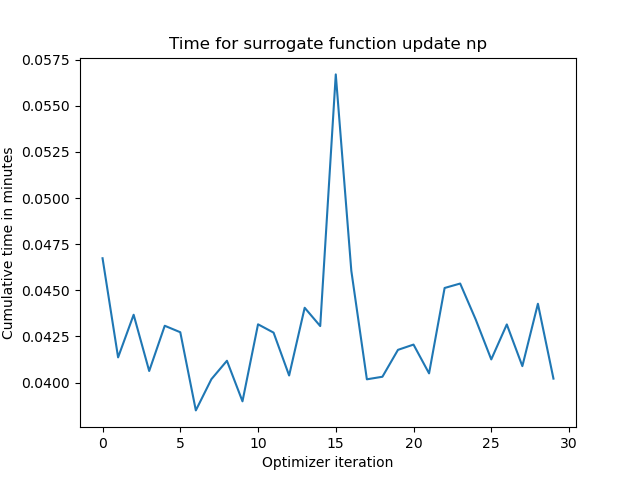 Time for surrogate function update np
Cumulative time in minutes
0.0575
0.0550
0.0525
0.0500
0.0475
0.0450
0.0425
0.0400
0 5 10 15 20 25 30
Optimizer iteration